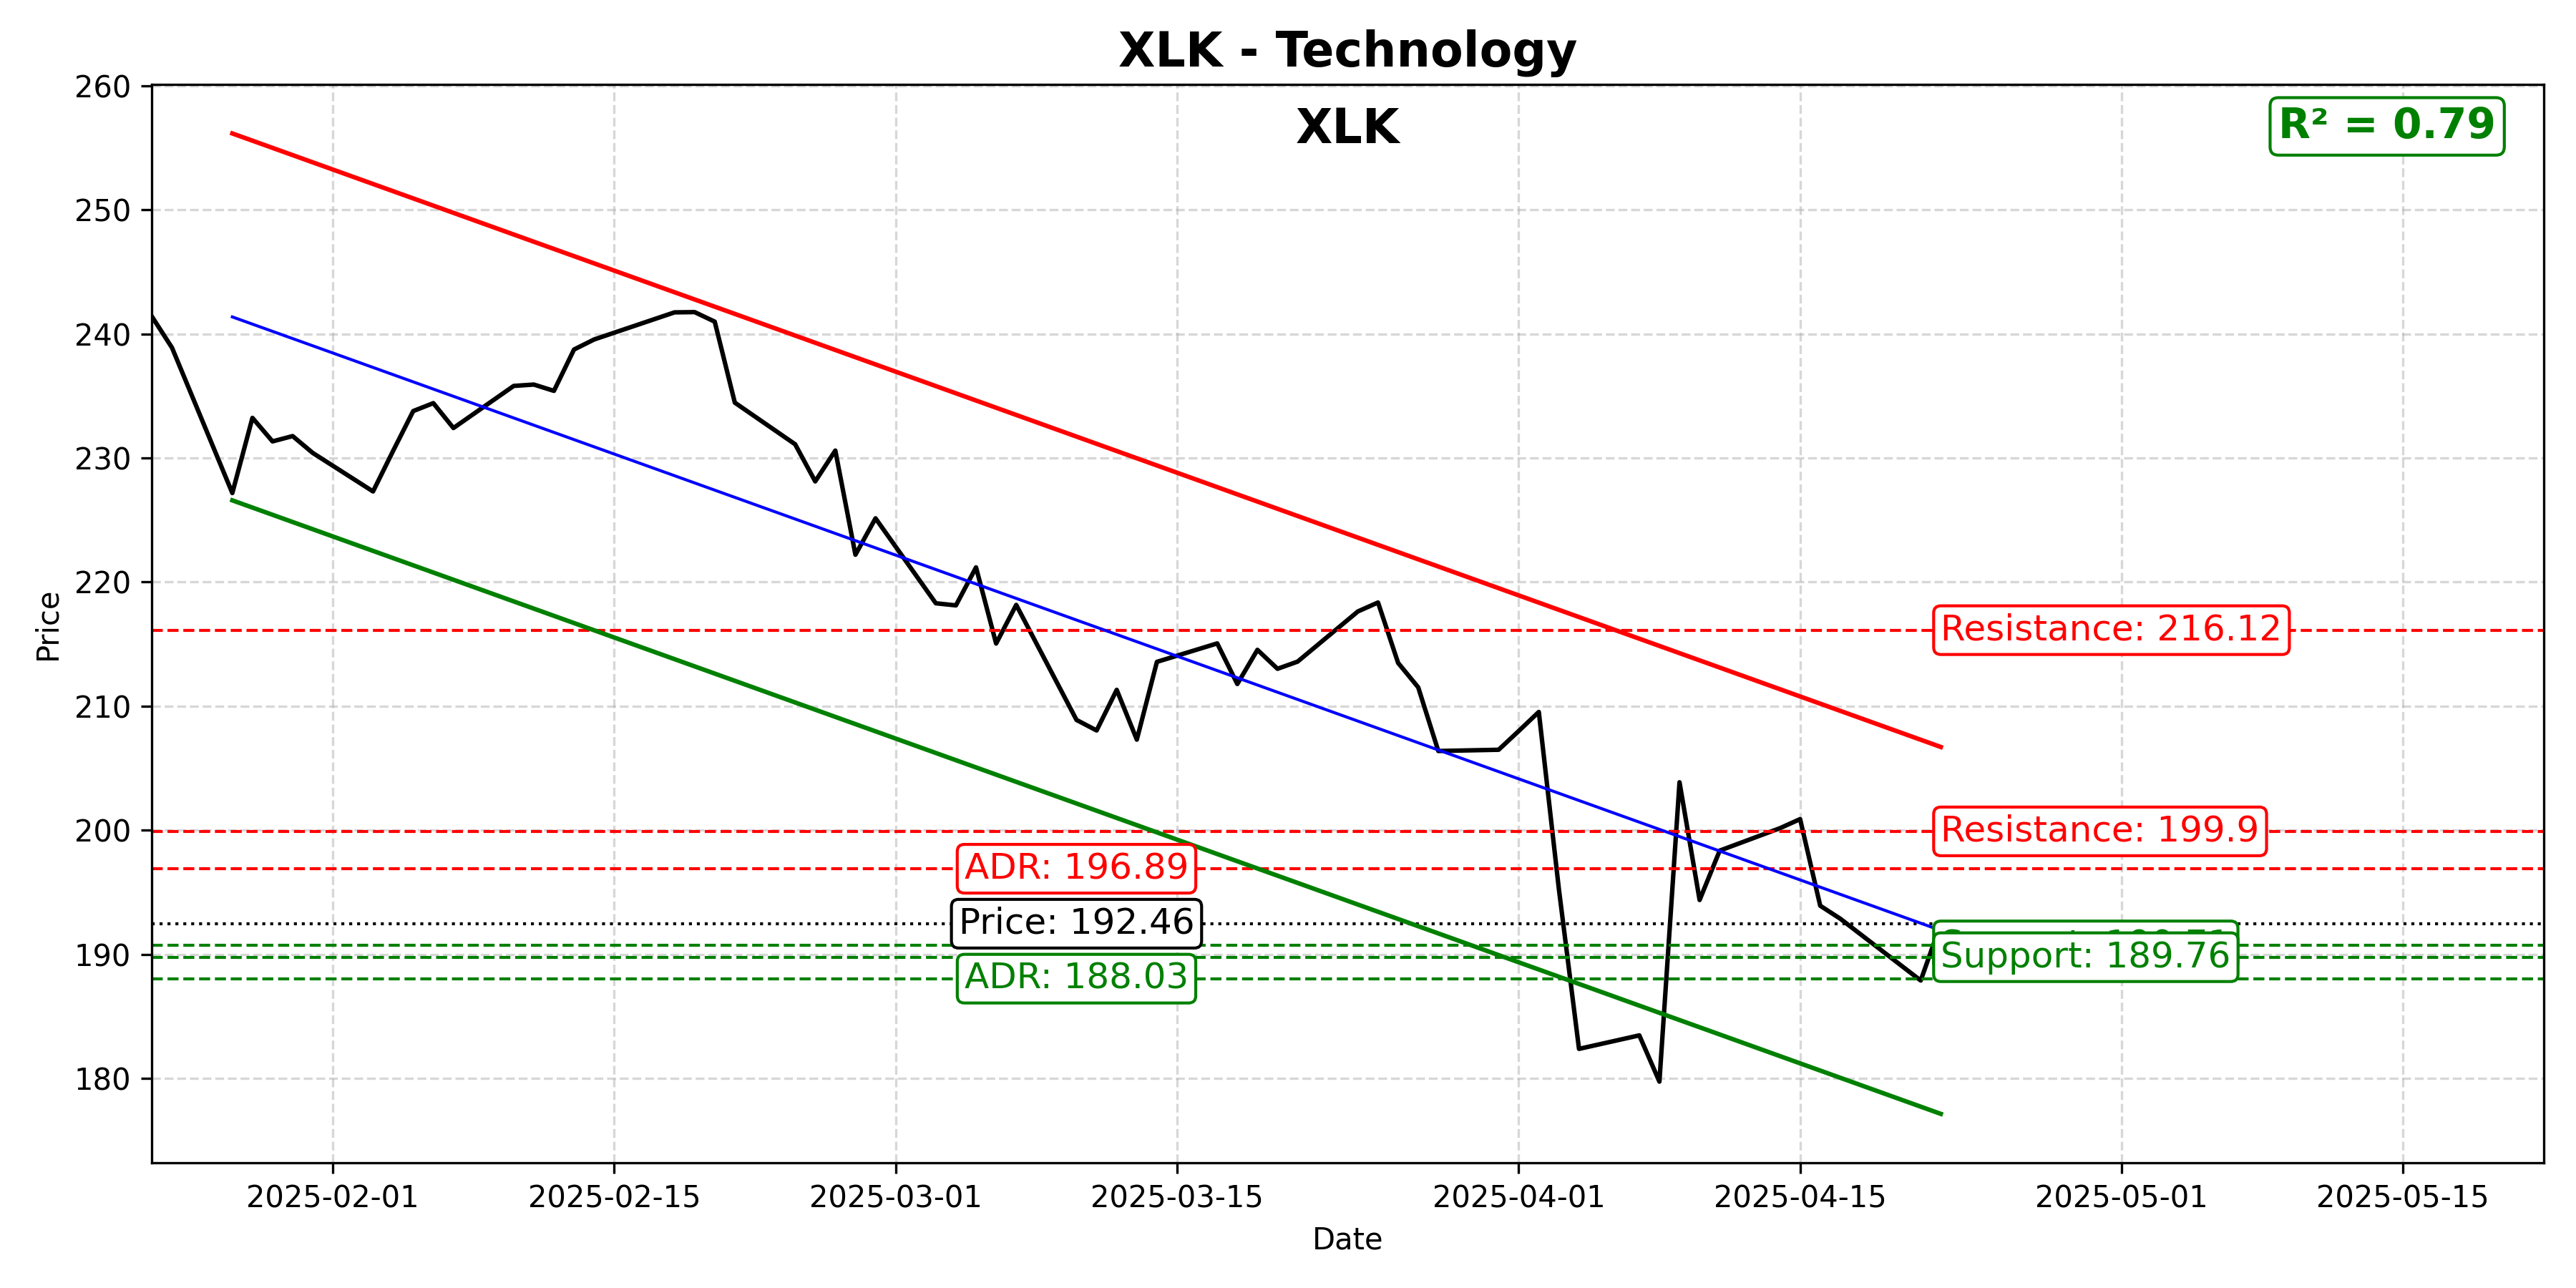 XLK - Technology
XLK
R² = 0.79
260
250
240
230
220
210
200
190
180
Price
Resistance: 216.12
Resistance: 199.9
ADR: 196.89
Price: 192.46
Support: 189.76
ADR: 188.03
2025-02-01
2025-02-15
2025-03-01
2025-03-15
2025-04-01
2025-04-15
2025-05-01
2025-05-15
Date